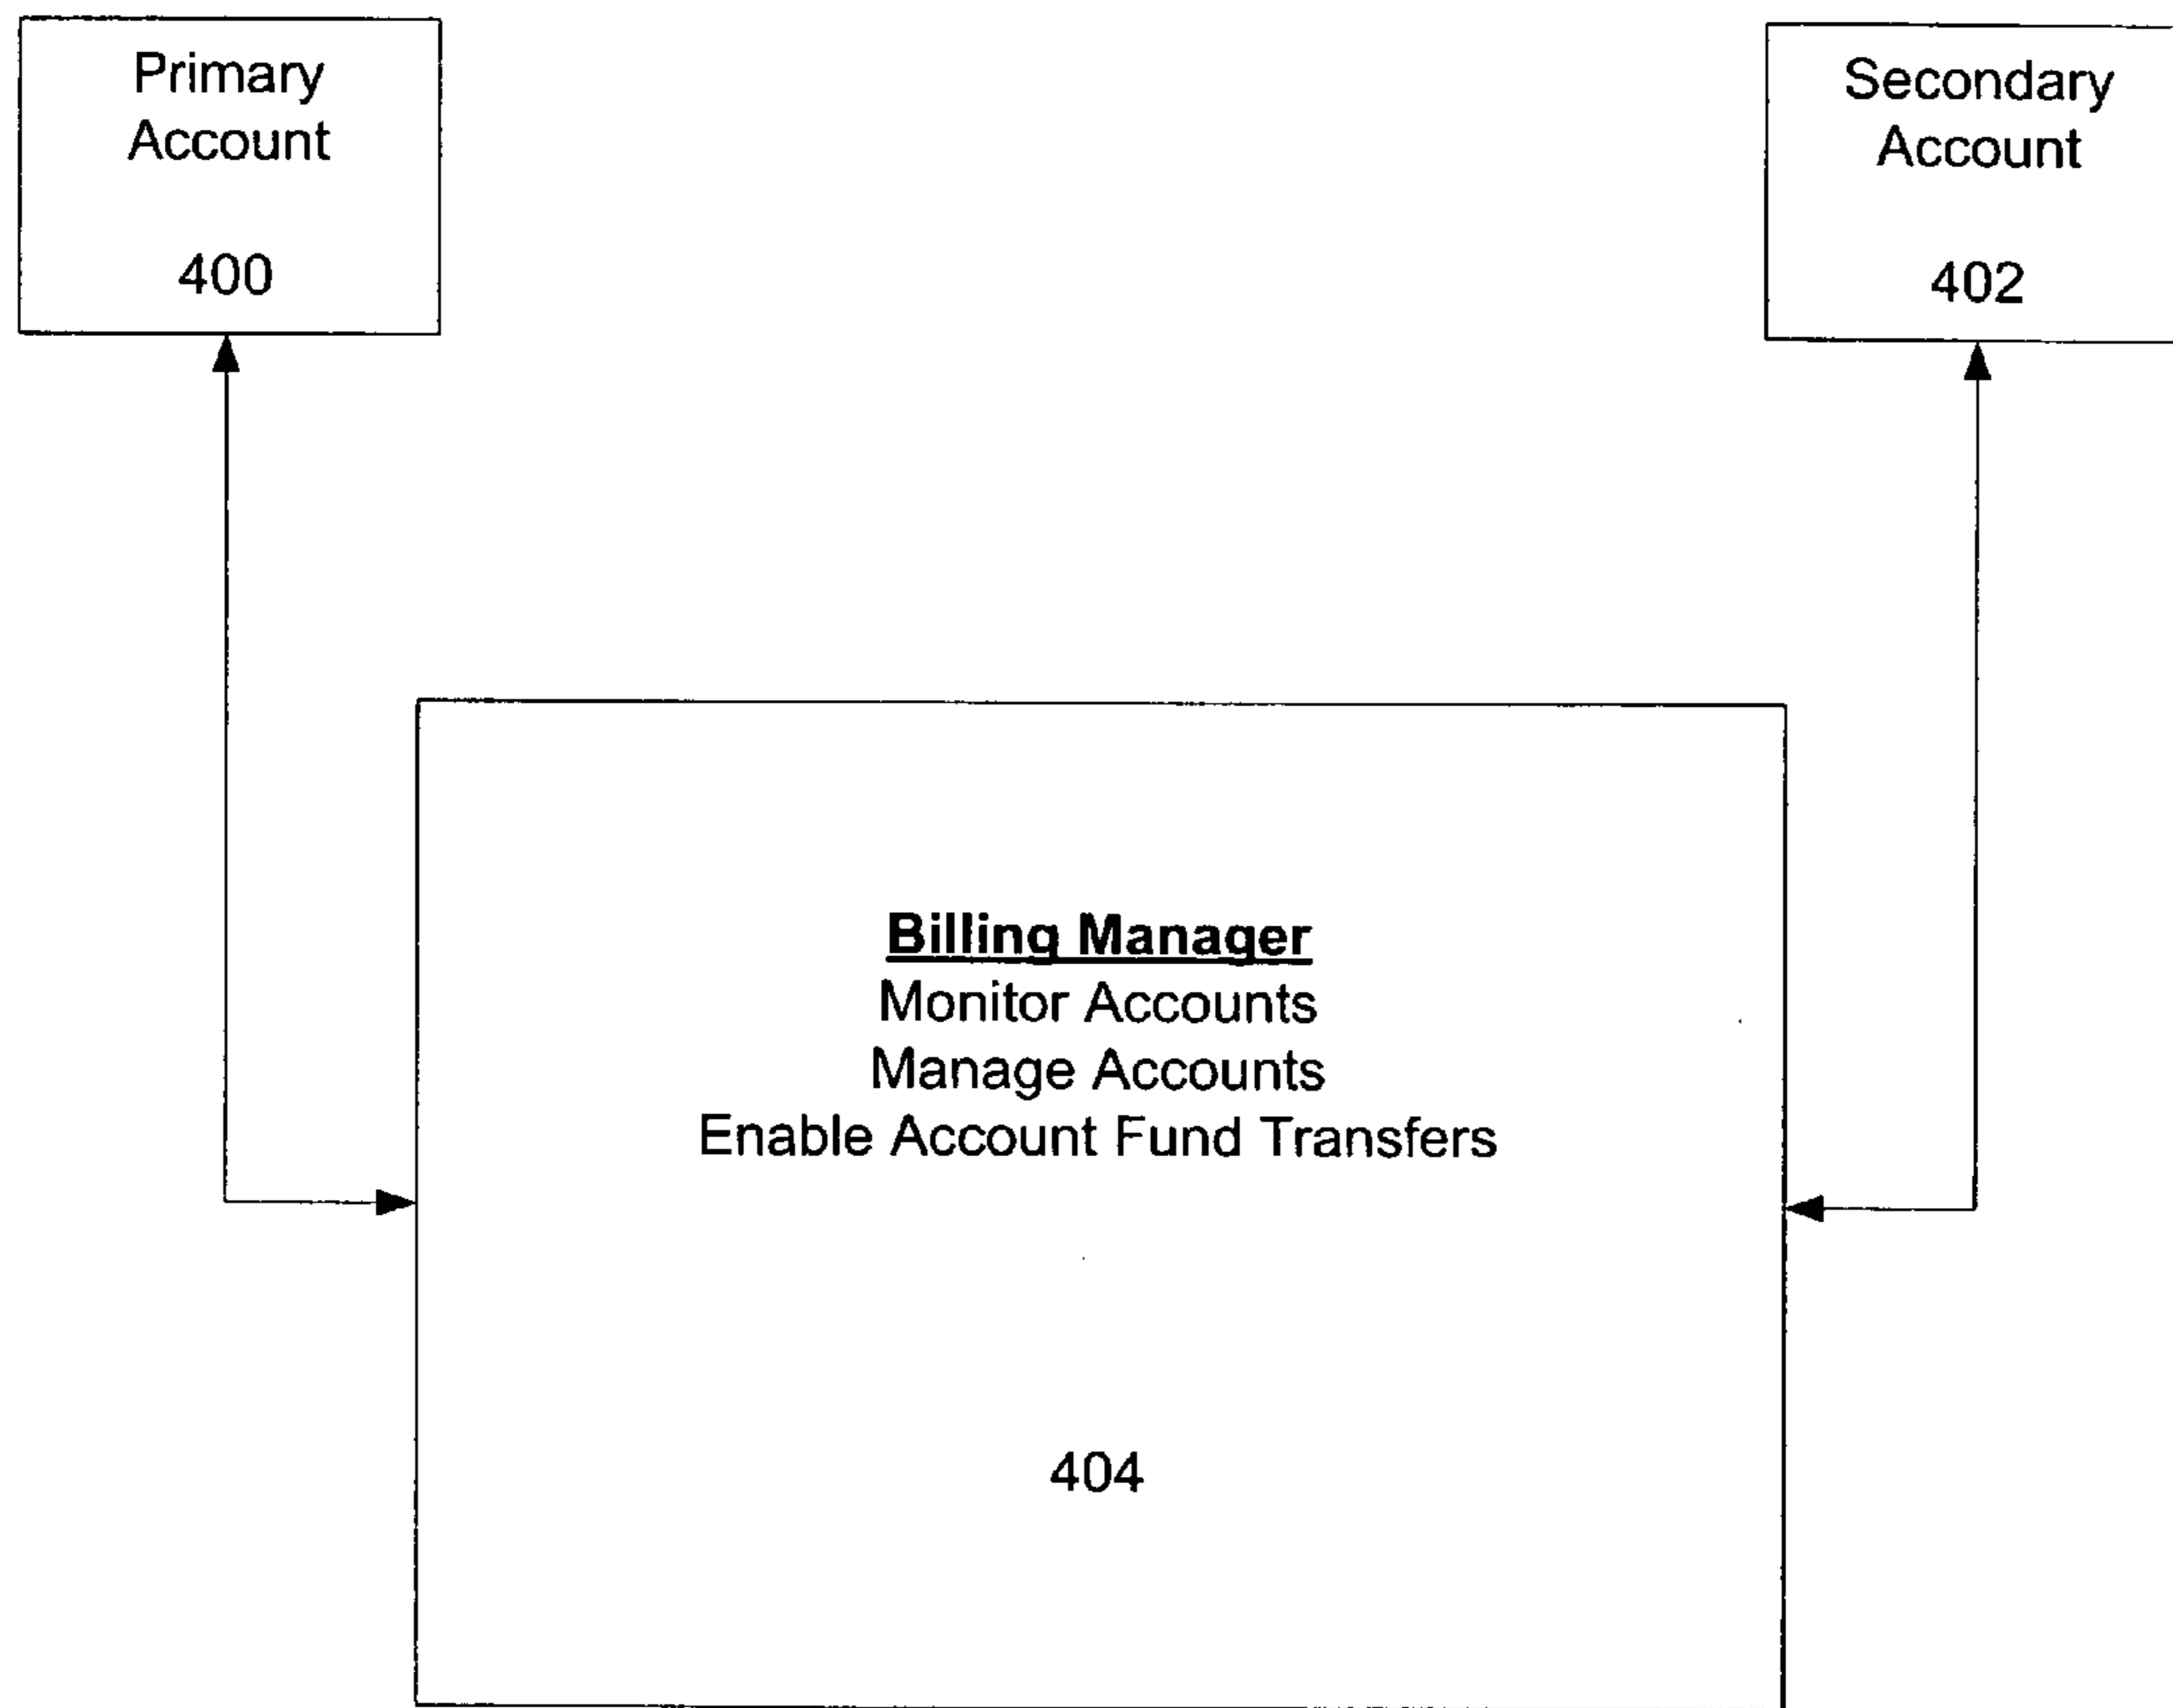 Primary
Account
400
Secondary
Account
402
Billing Manager
Monitor Accounts
Manage Accounts
Enable Account Fund Transfers
404